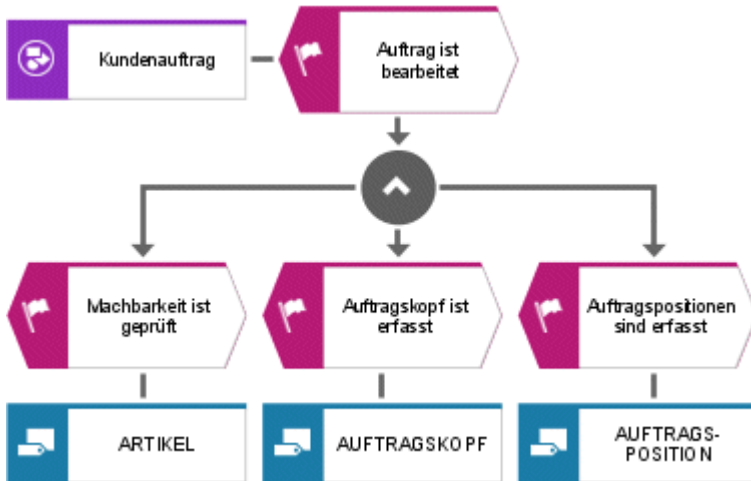 Kundenauftrag
Auftrag ist
bearbeitet
Machbarkeit ist
geprüft
Auftragskopf ist
erfasst
Auftragspositionen
sind erfasst
ARTIKEL
AUFTRAGSKOPF
AUFTRAGS-
POSITION